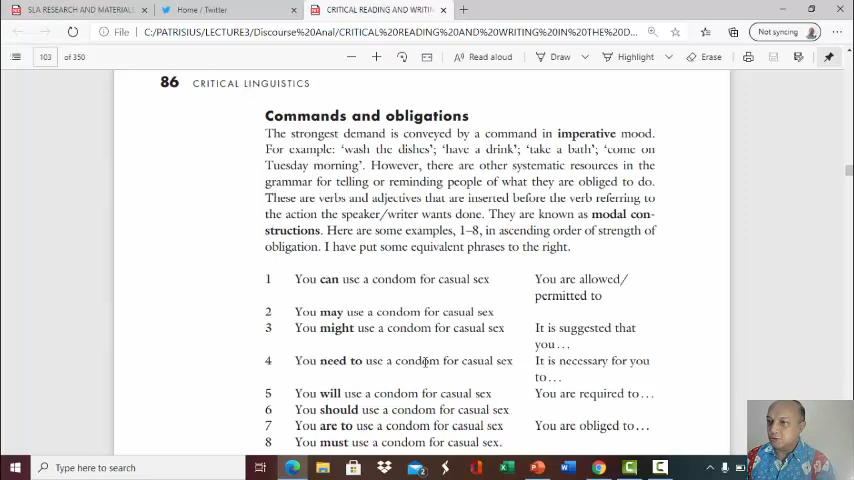 SLA RESEARCH AND MATERIAL
Home / Twitter
CRITICAL READING AND WRITIN
File
C:/PATRISIUS/LECTURE3/Discourse%20Anal/CRITICAL%20READING%20AND%20WRITING%20IN%20THE%20D...
Not syncing
103 of 350
Read aloud
Draw
Highlight
Erase
86 CRITICAL LINGUISTICS
Commands and obligations
The strongest demand is conveyed by a command in imperative mood.
For example: ‘wash the dishes’; ‘have a drink’; ‘take a bath’; ‘come on
Tuesday morning’. However, there are other systematic resources in the
grammar for telling or reminding people of what they are obliged to do.
These are verbs and adjectives that are inserted before the verb referring to
the action the speaker/writer wants done. They are known as modal con-
structions. Here are some examples, 1–8, in ascending order of strength of
obligation. I have put some equivalent phrases to the right.
1 You can use a condom for casual sex You are allowed/
permitted to
2 You may use a condom for casual sex
3 You might use a condom for casual sex It is suggested that
you…
4 You need to use a condom for casual sex It is necessary for you
to…
5 You will use a condom for casual sex You are required to…
6 You should use a condom for casual sex
7 You are to use a condom for casual sex You are obliged to…
8 You must use a condom for casual sex.
Type here to search